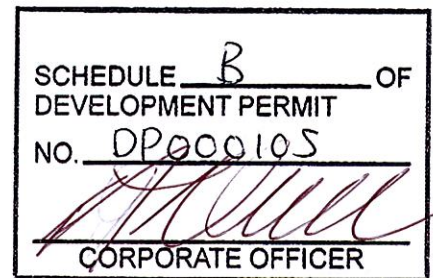 SCHEDULE B OF
DEVELOPMENT PERMIT
NO. DP000105
CORPORATE OFFICER